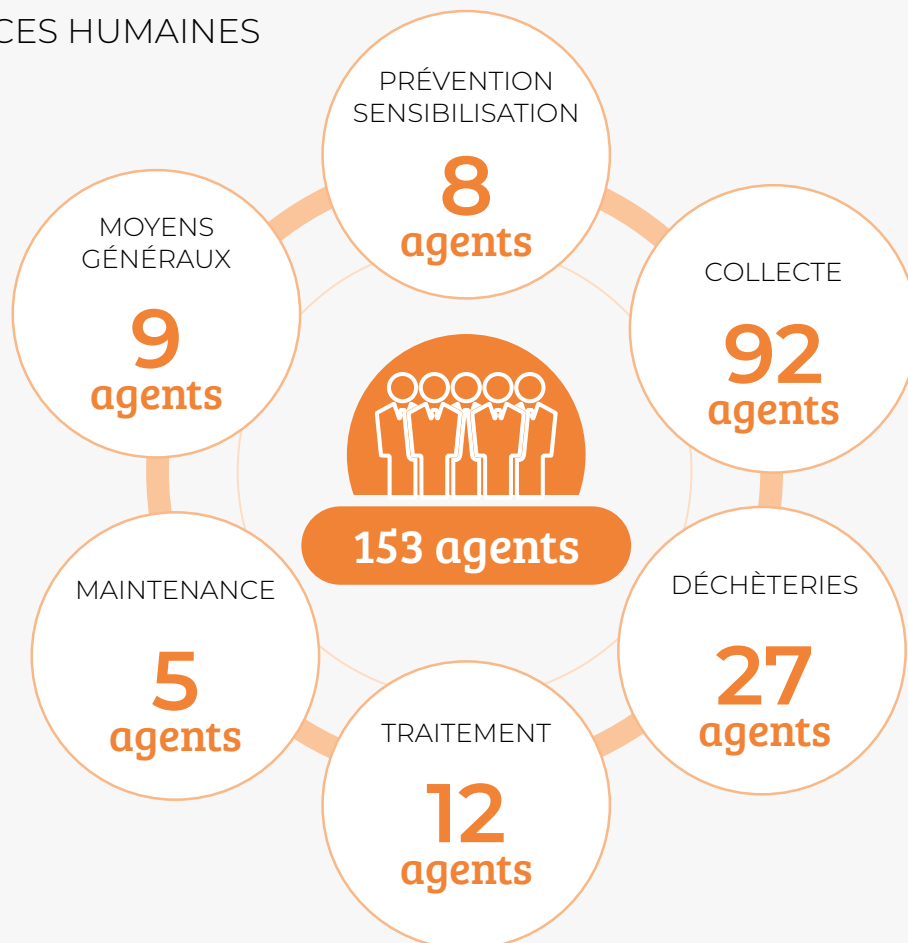 CES HUMAINES
PRÉVENTION
SENSIBILISATION
8
agents
MOYENS
GÉNÉRAUX
9
agents
COLLECTE
92
agents
153 agents
MAINTENANCE
5
agents
DÉCHÈTERIES
27
agents
TRAITEMENT
12
agents